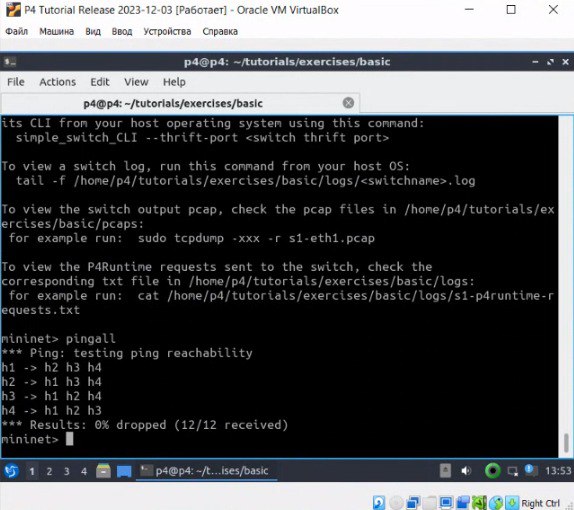 P4 Tutorial Release 2023-12-03 [Работает] - Oracle VM VirtualBox
Файл Машина Вид Ввод Устройства Справка
p4@p4: ~/tutorials/exercises/basic
File Actions Edit View Help
p4@p4: ~/tutorials/exercises/basic
its CLI from your host operating system using this command:
simple_switch_CLI --thrift-port <switch thrift port>
To view a switch log, run this command from your host OS:
tail -f /home/p4/tutorials/exercises/basic/logs/<switchname>.log
To view the switch output pcap, check the pcap files in /home/p4/tutorials/ex
ercises/basic/pcaps:
for example run: sudo tcpdump -xxx -r s1-eth1.pcap
To view the P4Runtime requests sent to the switch, check the
corresponding txt file in /home/p4/tutorials/exercises/basic/logs:
for example run: cat /home/p4/tutorials/exercises/basic/logs/s1-p4runtime-r
equests.txt
mininet> pingall
*** Ping: testing ping reachability
h1 -> h2 h3 h4
h2 -> h1 h3 h4
h3 -> h1 h2 h4
h4 -> h1 h2 h3
*** Results: 0% dropped (12/12 received)
mininet>
1 2 3 4 p4@p4: ~/t...ises/basic 13:53
Right Ctrl